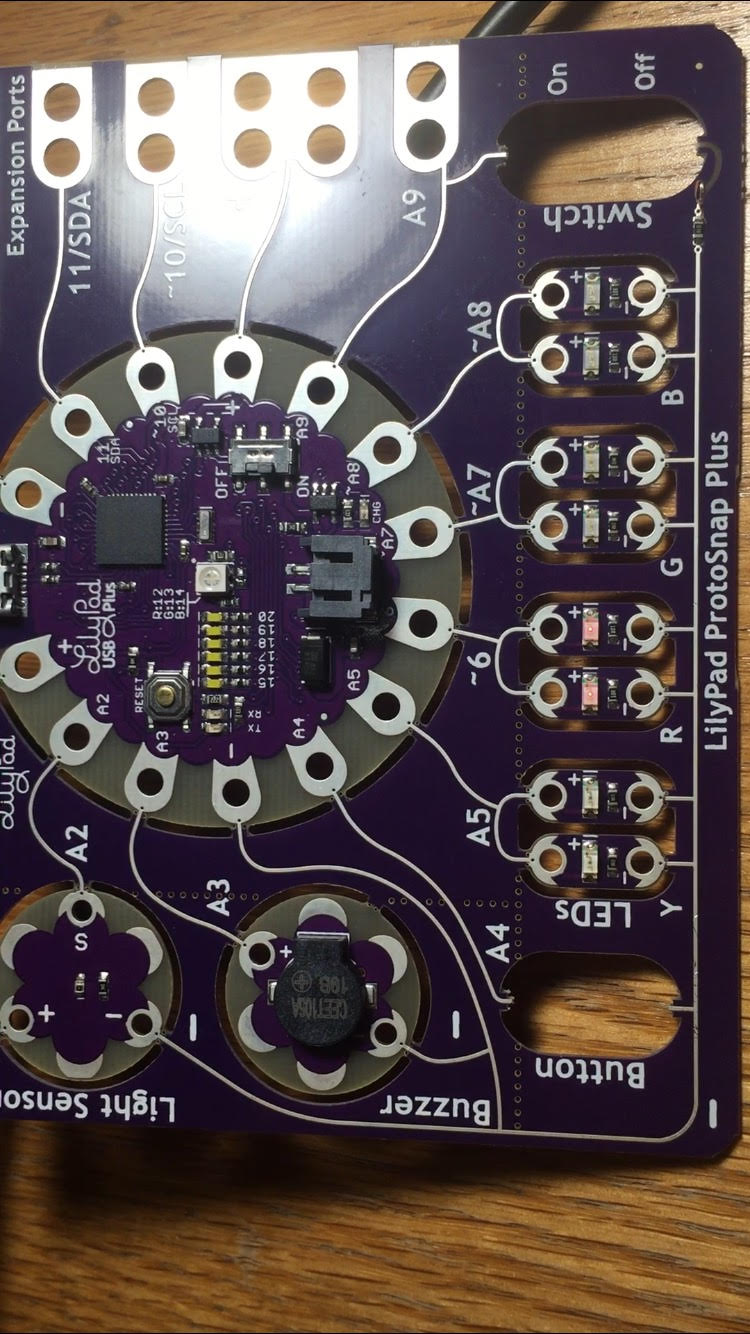 Expansion Ports
11/SDA
~10/SCL
A9
On
Off
Switch
~A8
B
~A7
G
~6
R
A5
Y
LEDs
LilyPad ProtoSnap Plus
11
SDA
~10
SCL
+
A9
~A8
A7
A5
A4
-
A3
A2
+
-
OFF
ON
CHG
LilyPad
USB Plus
R:12
G:13
B:14
20
19
18
17
16
15
RX
TX
RESET
LilyPad
A2
A3
A4
S
+
-
Light Sensor
+
-
Buzzer
Button